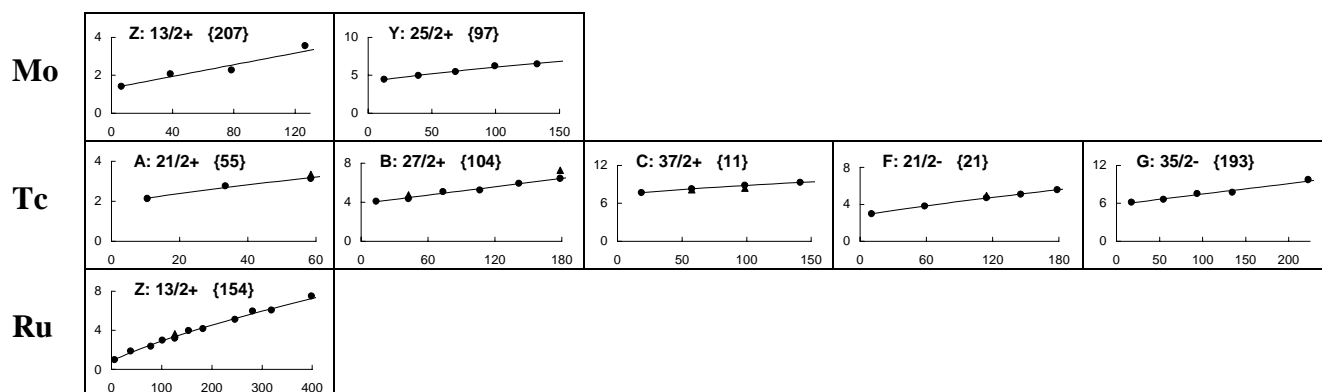 Mo
Z: 13/2+ {207}
4
2
0
0 40 80 120
Y: 25/2+ {97}
10
5
0
0 50 100 150
Tc
A: 21/2+ {55}
4
2
0
0 20 40 60
B: 27/2+ {104}
8
4
0
0 60 120 180
C: 37/2+ {11}
12
6
0
0 50 100 150
F: 21/2- {21}
8
4
0
0 60 120 180
G: 35/2- {193}
12
6
0
0 50 100 150 200
Ru
Z: 13/2+ {154}
8
4
0
0 100 200 300 400